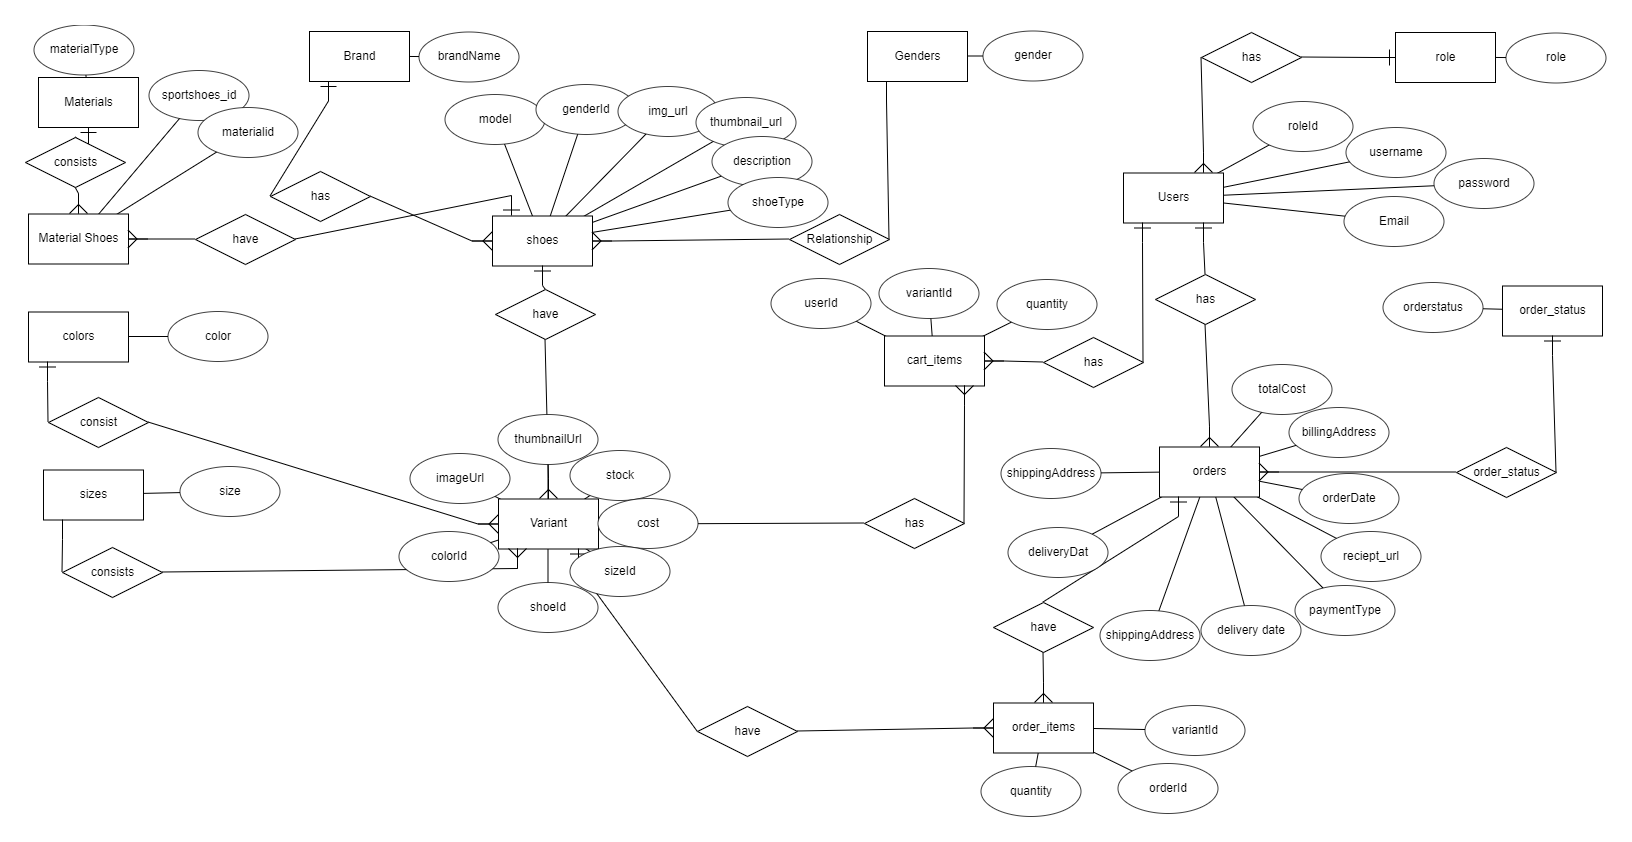 materialType
Brand
brandName
Genders
gender
has
role
role
Materials
sportshoes_id
materialid
model
genderId
img_url
thumbnail_url
description
shoeType
roleId
username
password
Email
consists
has
Users
Material Shoes
have
shoes
Relationship
userId
variantId
quantity
has
orderstatus
order_status
colors
color
have
cart_items
has
totalCost
billingAddress
consist
thumbnailUrl
imageUrl
stock
shippingAddress
orders
order_status
orderDate
sizes
size
Variant
cost
has
deliveryDat
reciept_url
colorId
sizeId
consists
shoeId
have
shippingAddress
delivery date
paymentType
have
order_items
variantId
quantity
orderId